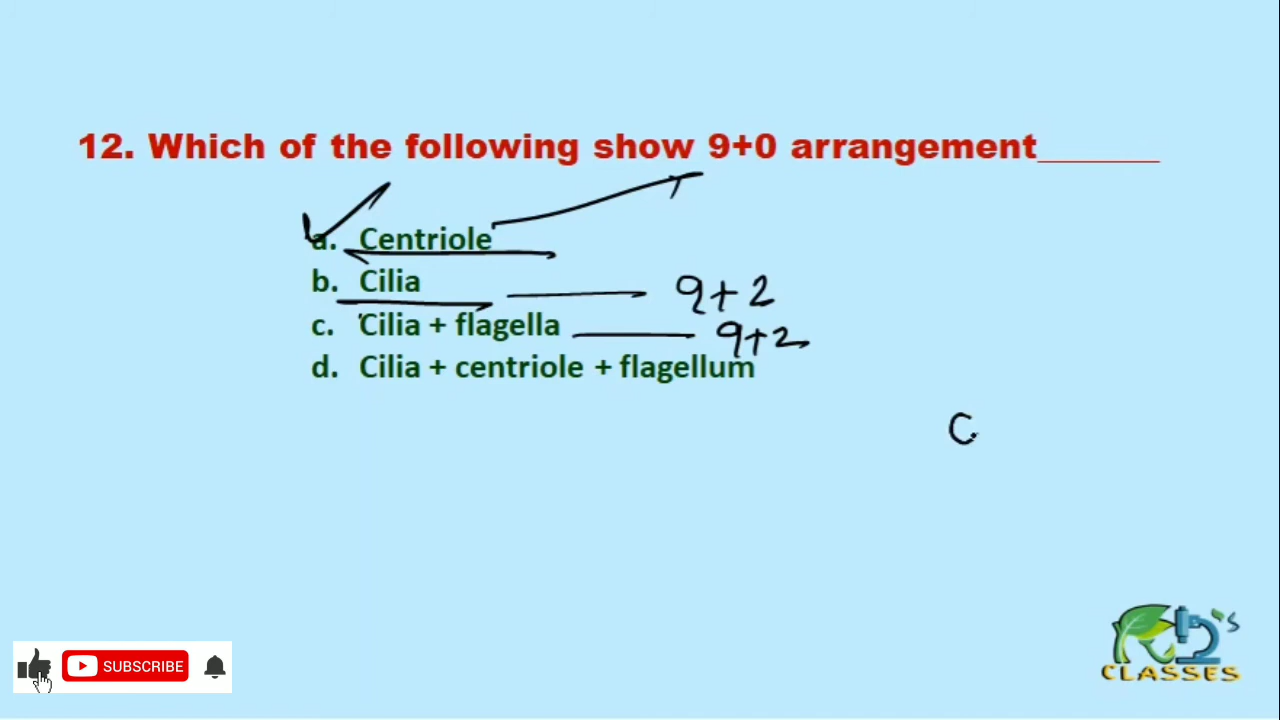 12. Which of the following show 9+0 arrangement______
a. Centriole
b. Cilia 9+2
c. Cilia + flagella 9+2
d. Cilia + centriole + flagellum
C
'S
CLASSES
SUBSCRIBE